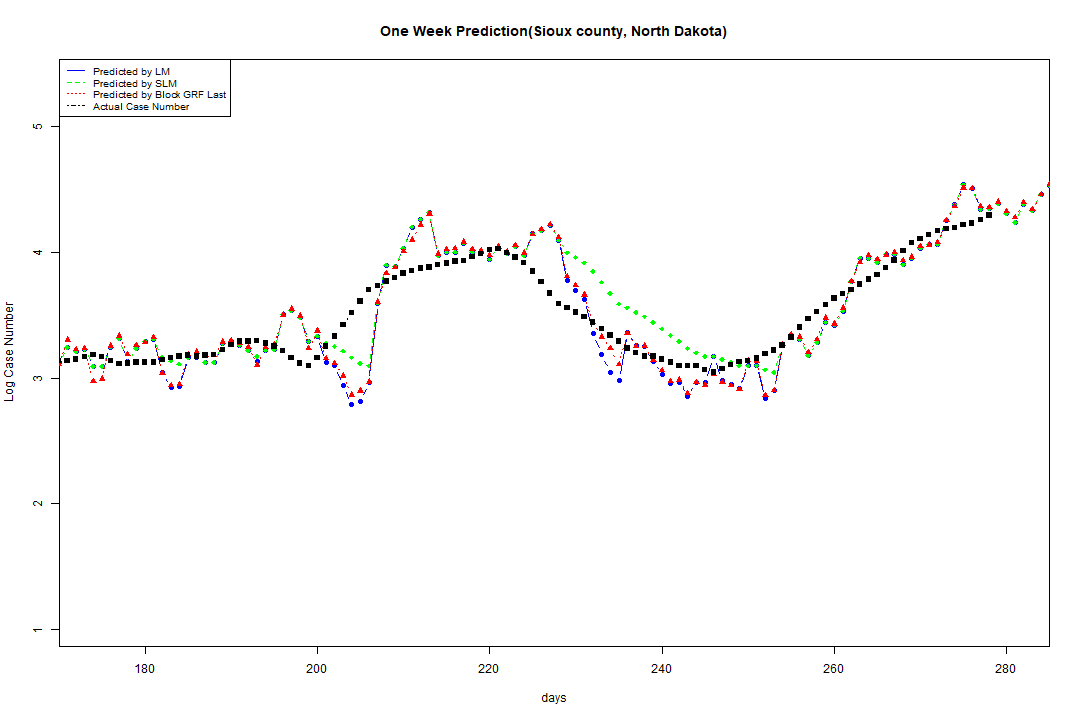 One Week Prediction(Sioux county, North Dakota)
Predicted by LM
Predicted by SLM
Predicted by Block GRF Last
Actual Case Number
5
4
3
2
1
Log Case Number
180 200 220 240 260 280
days